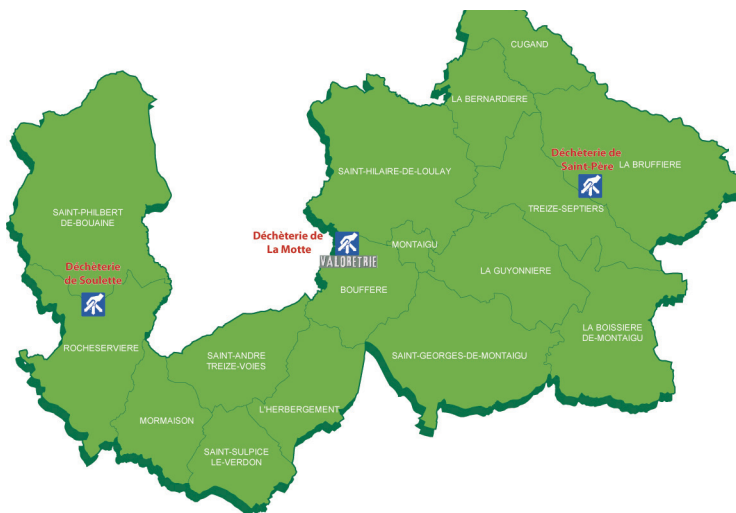 CUGAND
LA BERNARDIERE
Décheterie de
Saint-Père
LA BRUFFIERE
SAINT-HILAIRE-DE-LOULAY
TREIZE-SEPTIERS
SAINT-PHILBERT
DE-BOUAINE
Déchèterie de
La Motte
VALORETRIE
MONTAIGU
Décheterie
de Soulette
LA GUYONNIERE
BOUFFERE
ROCHESERVIERE
LA BOISSIERE
DE-MONTAIGU
SAINT-ANDRE
TREIZE-VOIES
SAINT-GEORGES-DE-MONTAIGU
L'HERBERGEMENT
MORMAISON
SAINT-SULPICE
LE-VERDON